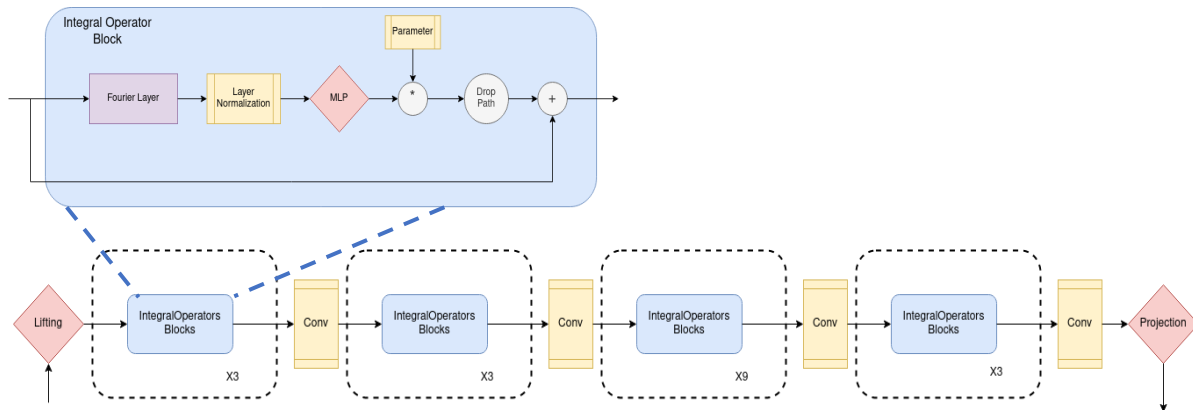 Integral Operator
Block
Parameter
Fourier Layer
Layer
Normalization
MLP
*
Drop
Path
+
Lifting
IntegralOperators
Blocks
X3
Conv
IntegralOperators
Blocks
X3
Conv
IntegralOperators
Blocks
X9
Conv
IntegralOperators
Blocks
X3
Conv
Projection